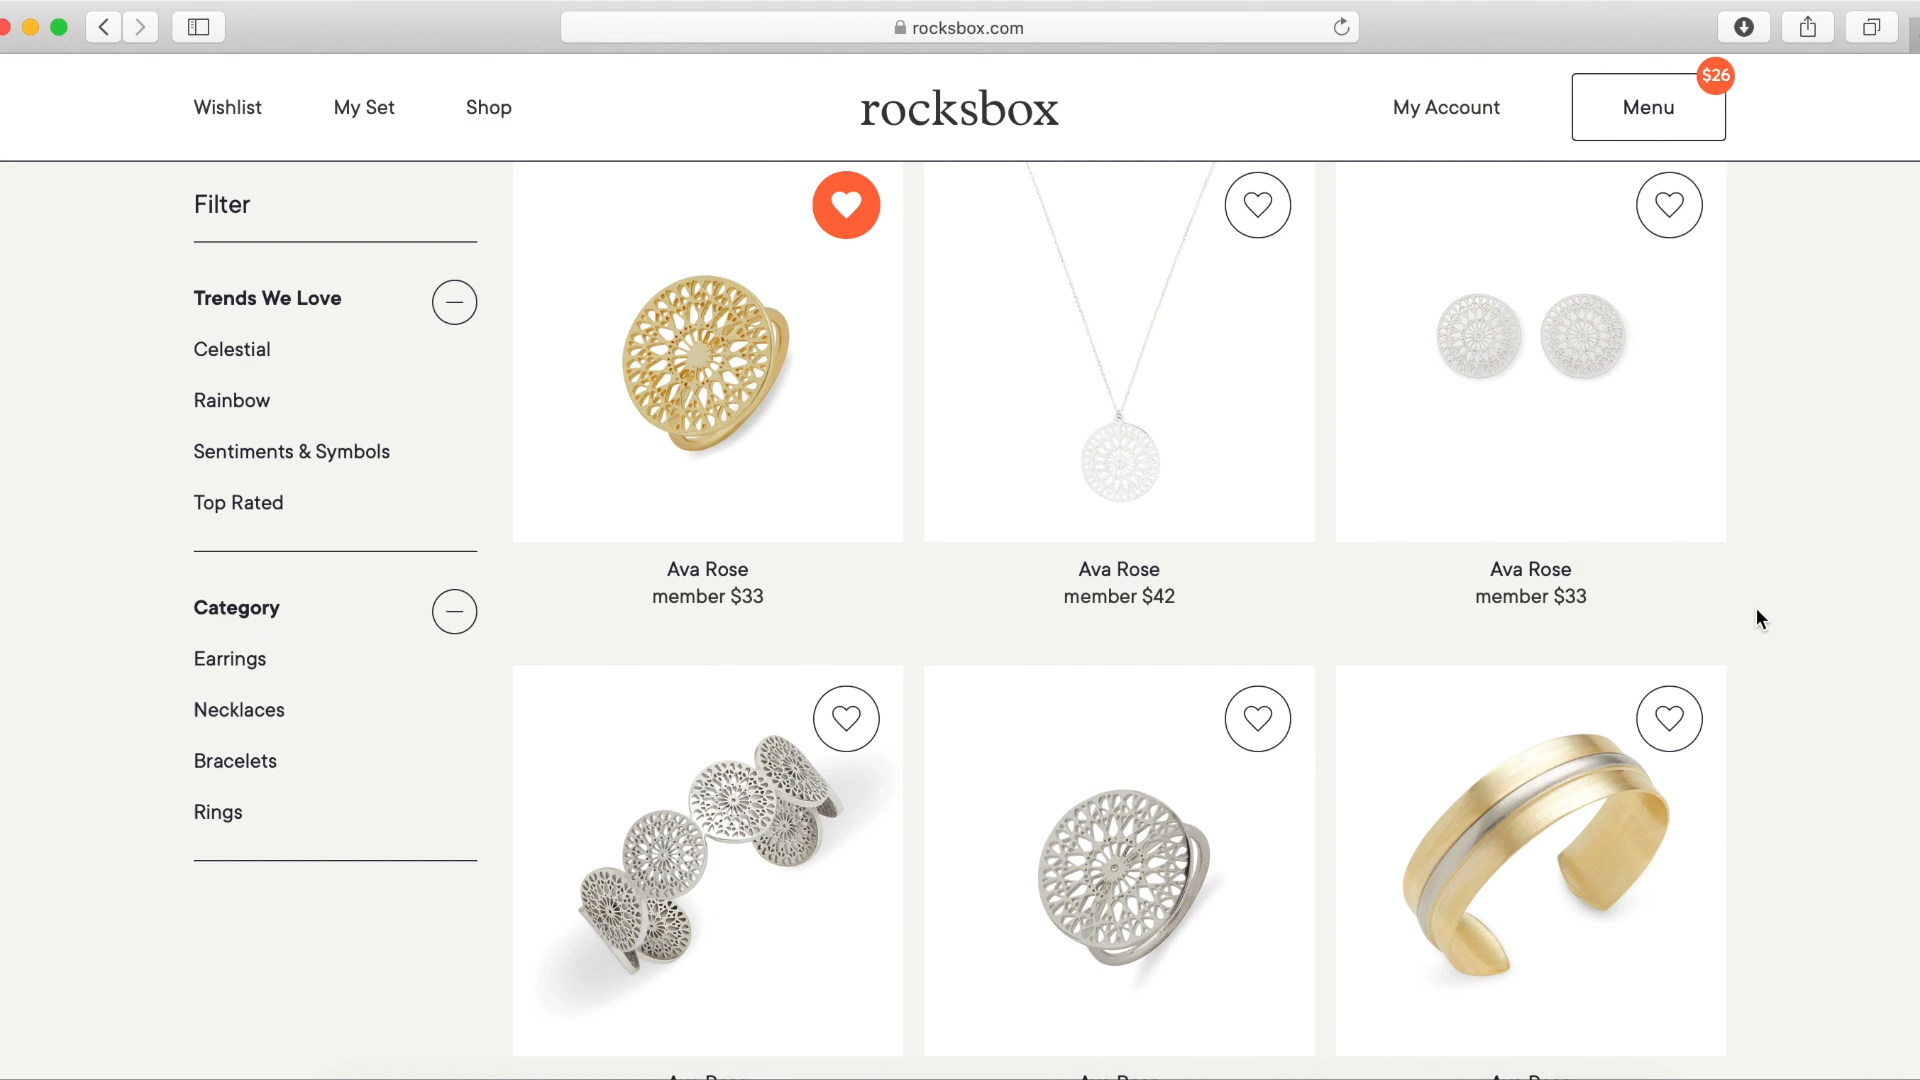 rocksbox.com
$26
Wishlist My Set Shop rocksbox My Account Menu
Filter
Trends We Love
Celestial
Rainbow
Sentiments & Symbols
Top Rated
Category
Earrings
Necklaces
Bracelets
Rings
Ava Rose
member $33
Ava Rose
member $42
Ava Rose
member $33